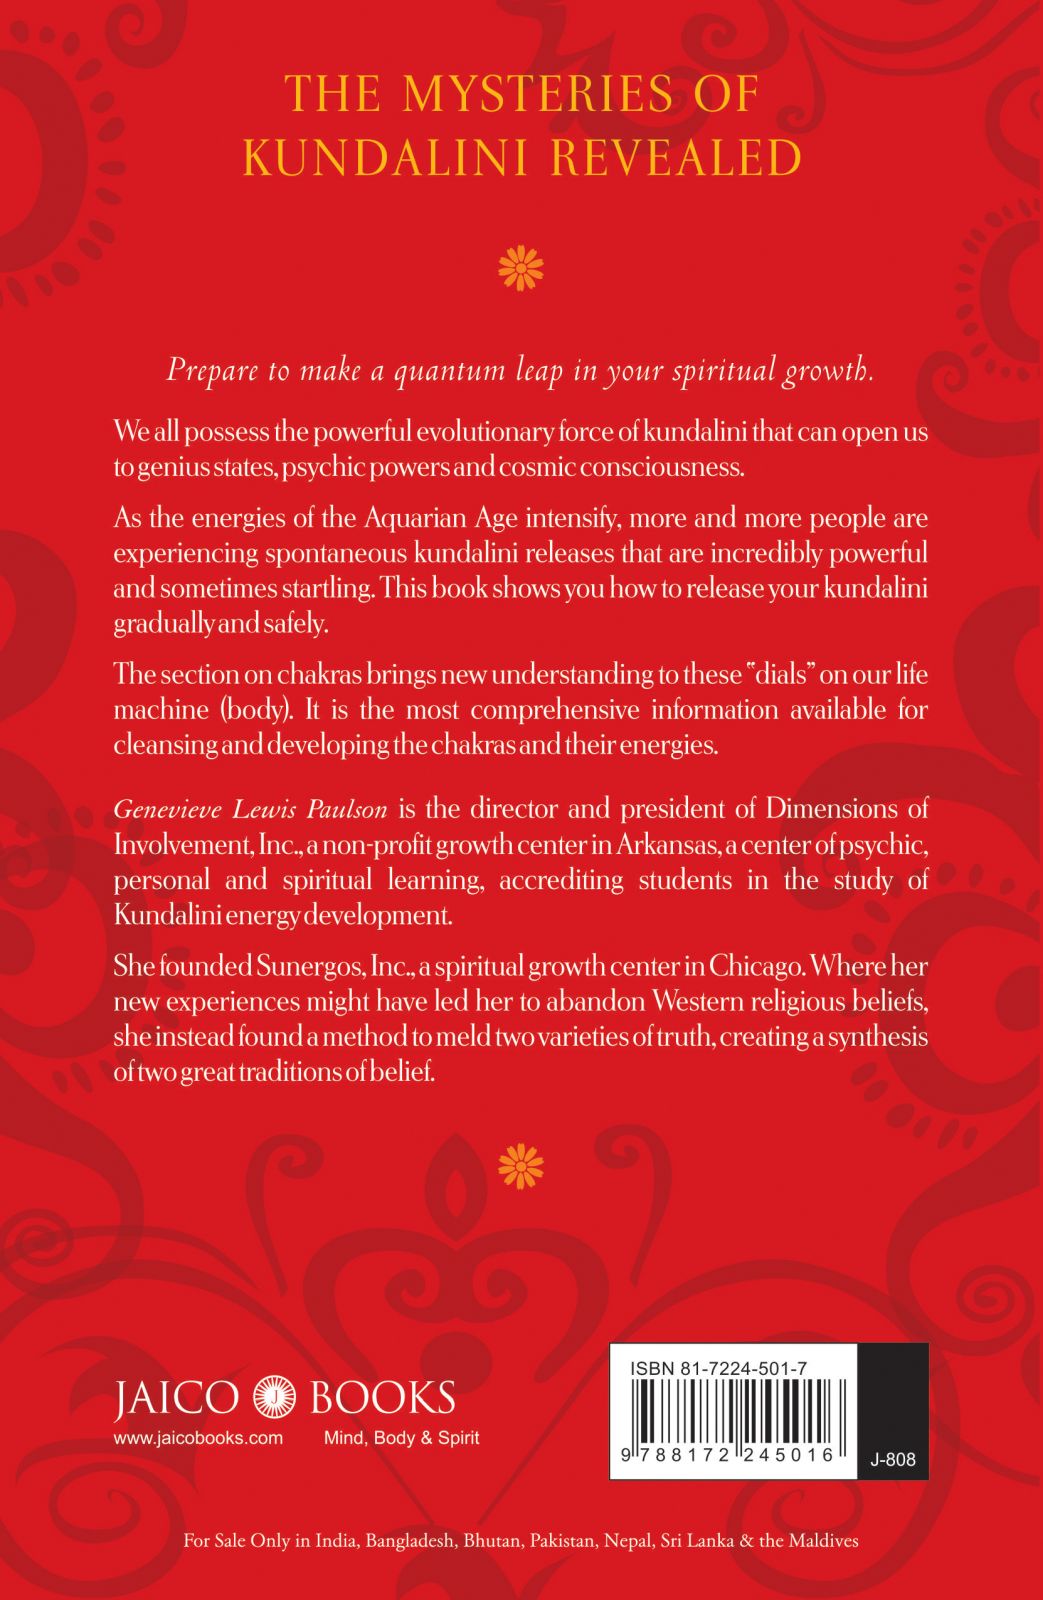 THE MYSTERIES OF
KUNDALINI REVEALED
Prepare to make a quantum leap in your spiritual growth.
We all possess the powerful evolutionary force of kundalini that can open us
to genius states, psychic powers and cosmic consciousness.
As the energies of the Aquarian Age intensify, more and more people are
experiencing spontaneous kundalini releases that are incredibly powerful
and sometimes startling. This book shows you how to release your kundalini
gradually and safely.
The section on chakras brings new understanding to these "dials" on our life
machine (body). It is the most comprehensive information available for
cleansing and developing the chakras and their energies.
Genevieve Lewis Paulson is the director and president of Dimensions of
Involvement, Inc., a non-profit growth center in Arkansas, a center of psychic,
personal and spiritual learning, accrediting students in the study of
Kundalini energy development.
She founded Sunergos, Inc., a spiritual growth center in Chicago. Where her
new experiences might have led her to abandon Western religious beliefs,
she instead found a method to meld two varieties of truth, creating a synthesis
of two great traditions of belief.
JAICO J BOOKS
www.jaicobooks.com Mind, Body & Spirit
ISBN 81-7224-501-7
9 788172 245016
J-808
For Sale Only in India, Bangladesh, Bhutan, Pakistan, Nepal, Sri Lanka & the Maldives